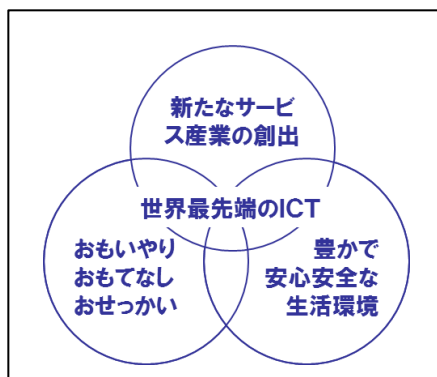 新たなサービ
ス産業の創出
世界最先端のICT
おもいやり
おもてなし
おせっかい
豊かで
安心安全な
生活環境